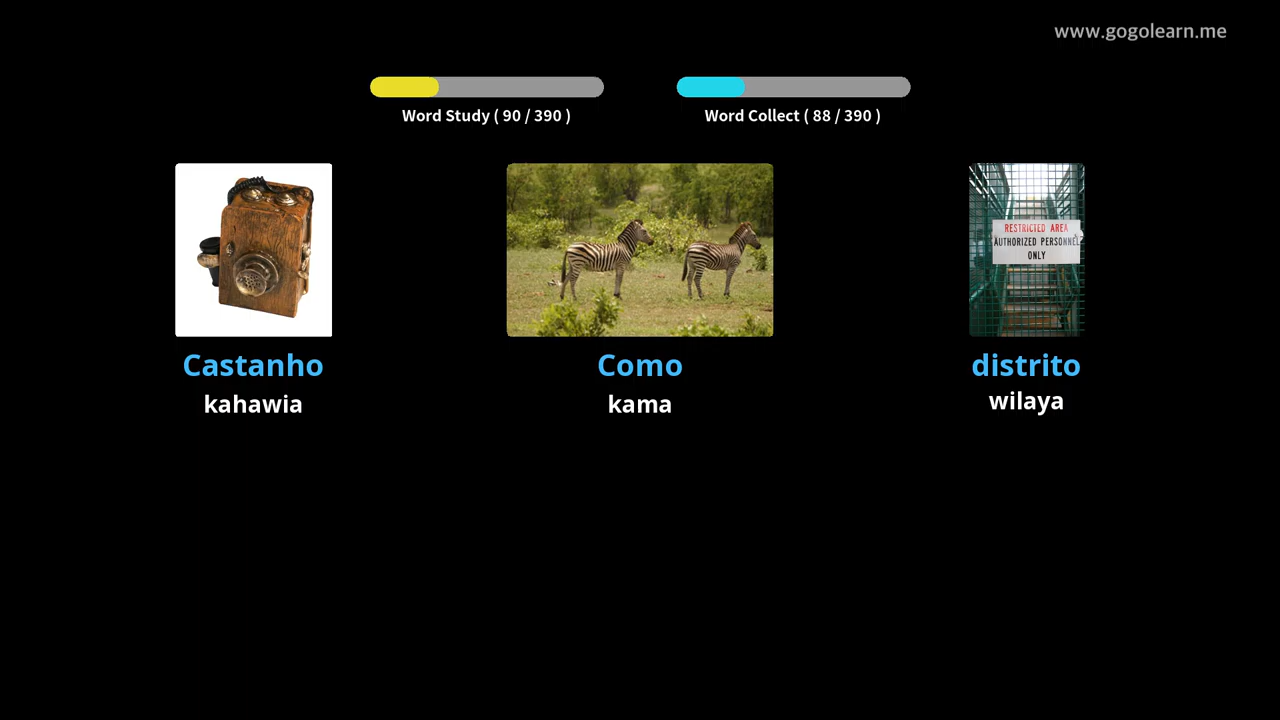 www.gogolearn.me
Word Study ( 90 / 390 )
Word Collect ( 88 / 390 )
RESTRICTED AREA
AUTHORIZED PERSONNEL
ONLY
Castanho
Como
distrito
kahawia
kama
wilaya